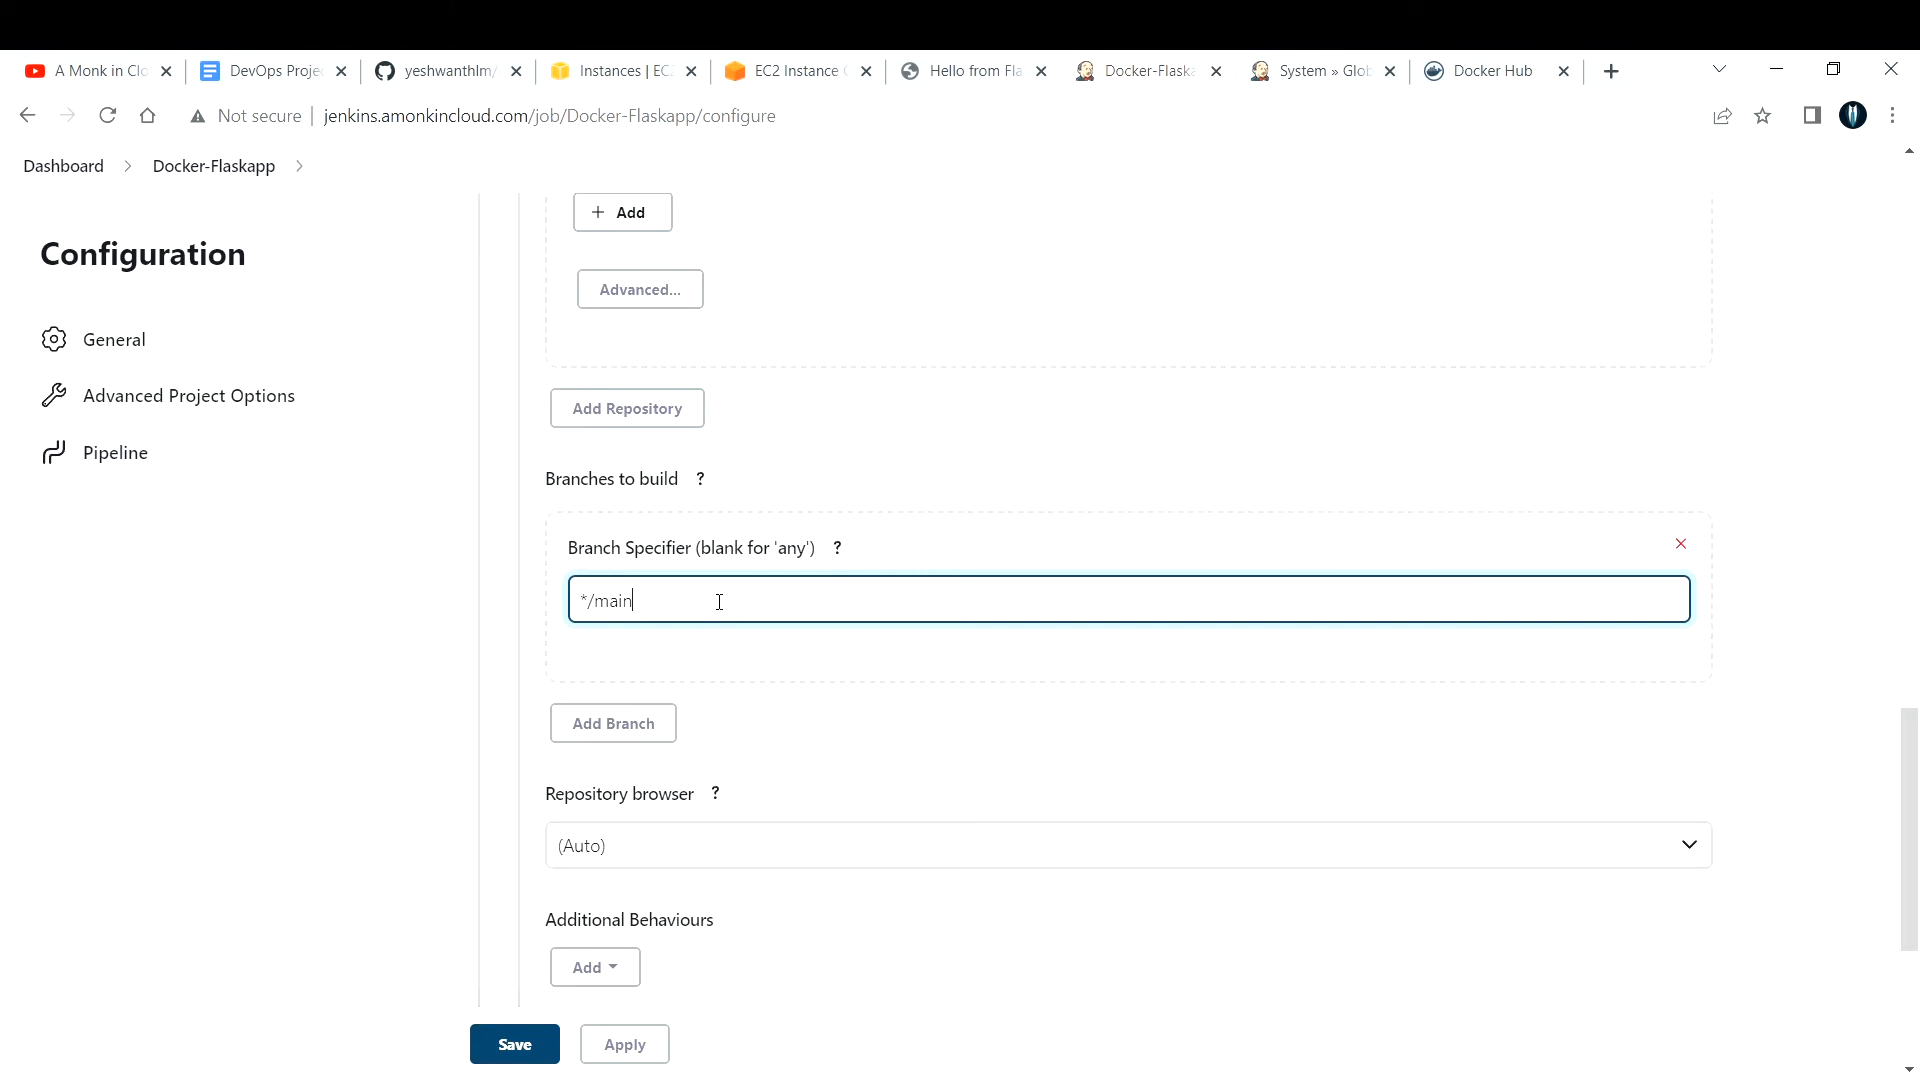 A Monk in Clo
DevOps Proje
yeshwanthlm/
Instances | EC
EC2 Instance
Hello from Fla
Docker-Flaska
System » Glob
Docker Hub
Not secure
jenkins.amonkincloud.com/job/Docker-Flaskapp/configure
Dashboard
Docker-Flaskapp
Configuration
General
Advanced Project Options
Pipeline
+ Add
Advanced...
Add Repository
Branches to build ?
Branch Specifier (blank for 'any') ?
*/main
Add Branch
Repository browser ?
(Auto)
Additional Behaviours
Add
Save
Apply